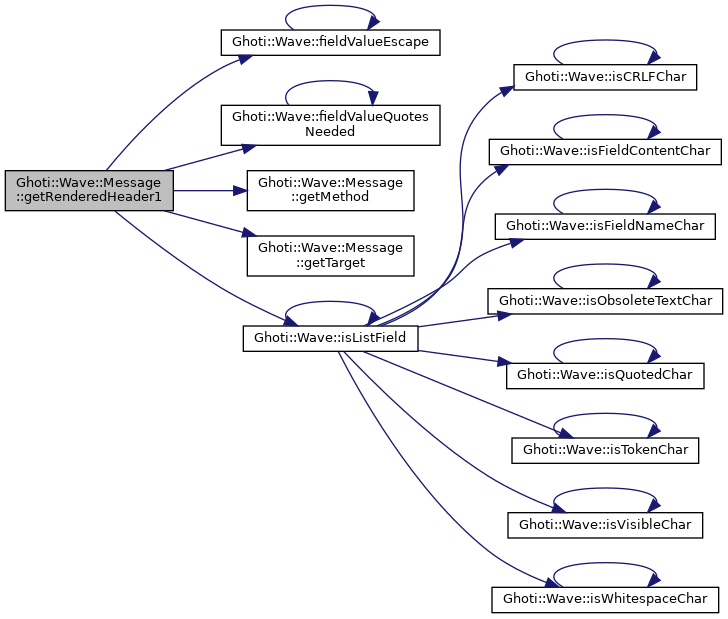 Ghoti::Wave::Message
::getRenderedHeader1
Ghoti::Wave::fieldValueEscape
Ghoti::Wave::fieldValueQuotes
Needed
Ghoti::Wave::Message
::getMethod
Ghoti::Wave::Message
::getTarget
Ghoti::Wave::isListField
Ghoti::Wave::isCRLFChar
Ghoti::Wave::isFieldContentChar
Ghoti::Wave::isFieldNameChar
Ghoti::Wave::isObsoleteTextChar
Ghoti::Wave::isQuotedChar
Ghoti::Wave::isTokenChar
Ghoti::Wave::isVisibleChar
Ghoti::Wave::isWhitespaceChar